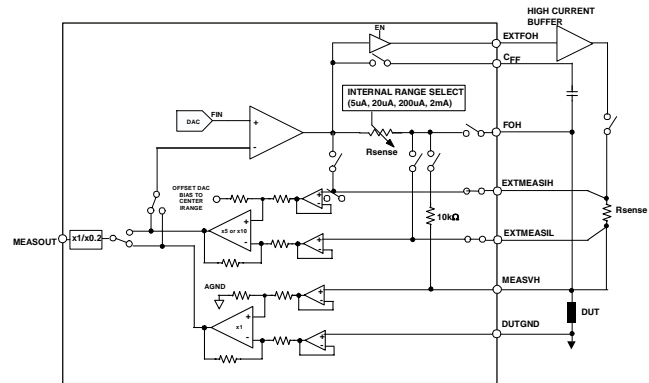 HIGH CURRENT
BUFFER
EN
EXTFOH
CFF
INTERNAL RANGE SELECT
(5uA, 20uA, 200uA, 2mA)
FIN
DAC
+
-
FOH
Rsense
OFFSET DAC
BIAS TO
CENTER
IRANGE
+
-
EXTMEASIH
x5 or x10
+
-
10kΩ
Rsense
+
-
EXTMEASIL
MEASOUT
x1/x0.2
MEASVH
AGND
+
-
x1
+
-
DUT
+
-
DUTGND